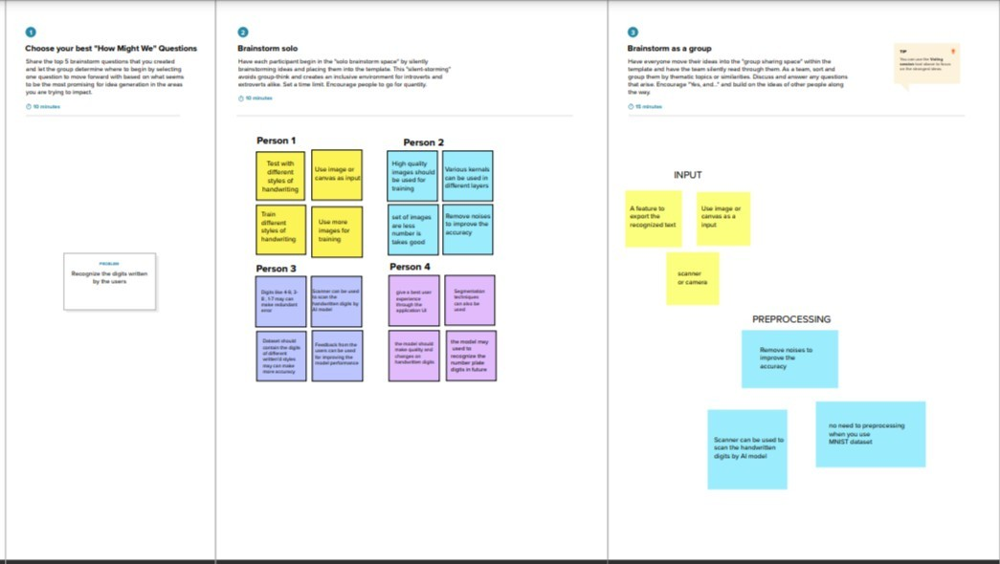 1
Choose your best "How Might We" Questions
Share the top 5 brainstorm questions that you created
and let the group determine where to begin by selecting
one question to move forward with based on what seems
to be the most promising for idea generation in the areas
you are trying to impact.
10 minutes
PROBLEM
Recognize the digits written
by the users
2
Brainstorm solo
Have each participant begin in the "solo brainstorm space" by silently
brainstorming ideas and placing them into the template. This "silent-storming"
avoids group-think and creates an inclusive environment for introverts and
extroverts alike. Set a time limit. Encourage people to go for quantity.
10 minutes
Person 1
Test with
different
styles of
handwriting
Use image or
canvas as input
Train
different
styles of
handwriting
Use more
images for
training
Person 2
High quality
images should
be used for
training
Various kernals
can be used in
different layers
set of images
are less
number is
takes good
Remove noises
to improve the
accuracy
Person 3
Digits like 4-9, 3-
8 , 1-7 may can
make redundant
error
Scanner can be used
to scan the
handwritten digits by
AI model
Dataset should
contain the digits
of different
written'd styles
may can make
more accuracy
Feedback from the
users can be used
for improving the
model performance
Person 4
give a best user
experience
through the
application UI
Segmentation
techniques
can also be
used
the model should
make quality and
changes on
handwritten digits
the model may
used to
recognize the
number plate
digits in future
3
Brainstorm as a group
Have everyone move their ideas into the "group sharing space" within the
template and have the team silently read through them. As a team, sort and
group them by thematic topics or similarities. Discuss and answer any questions
that arise. Encourage "Yes, and..." and build on the ideas of other people along
the way.
15 minutes
TIP
You can use the Voting
session tool above to focus
on the strongest ideas.
INPUT
A feature to
export the
recognized text
Use image or
canvas as a
input
scanner
or camera
PREPROCESSING
Remove noises to
improve the
accuracy
Scanner can be used to
scan the handwritten
digits by AI model
no need to preprocessing
when you use
MNIST dataset